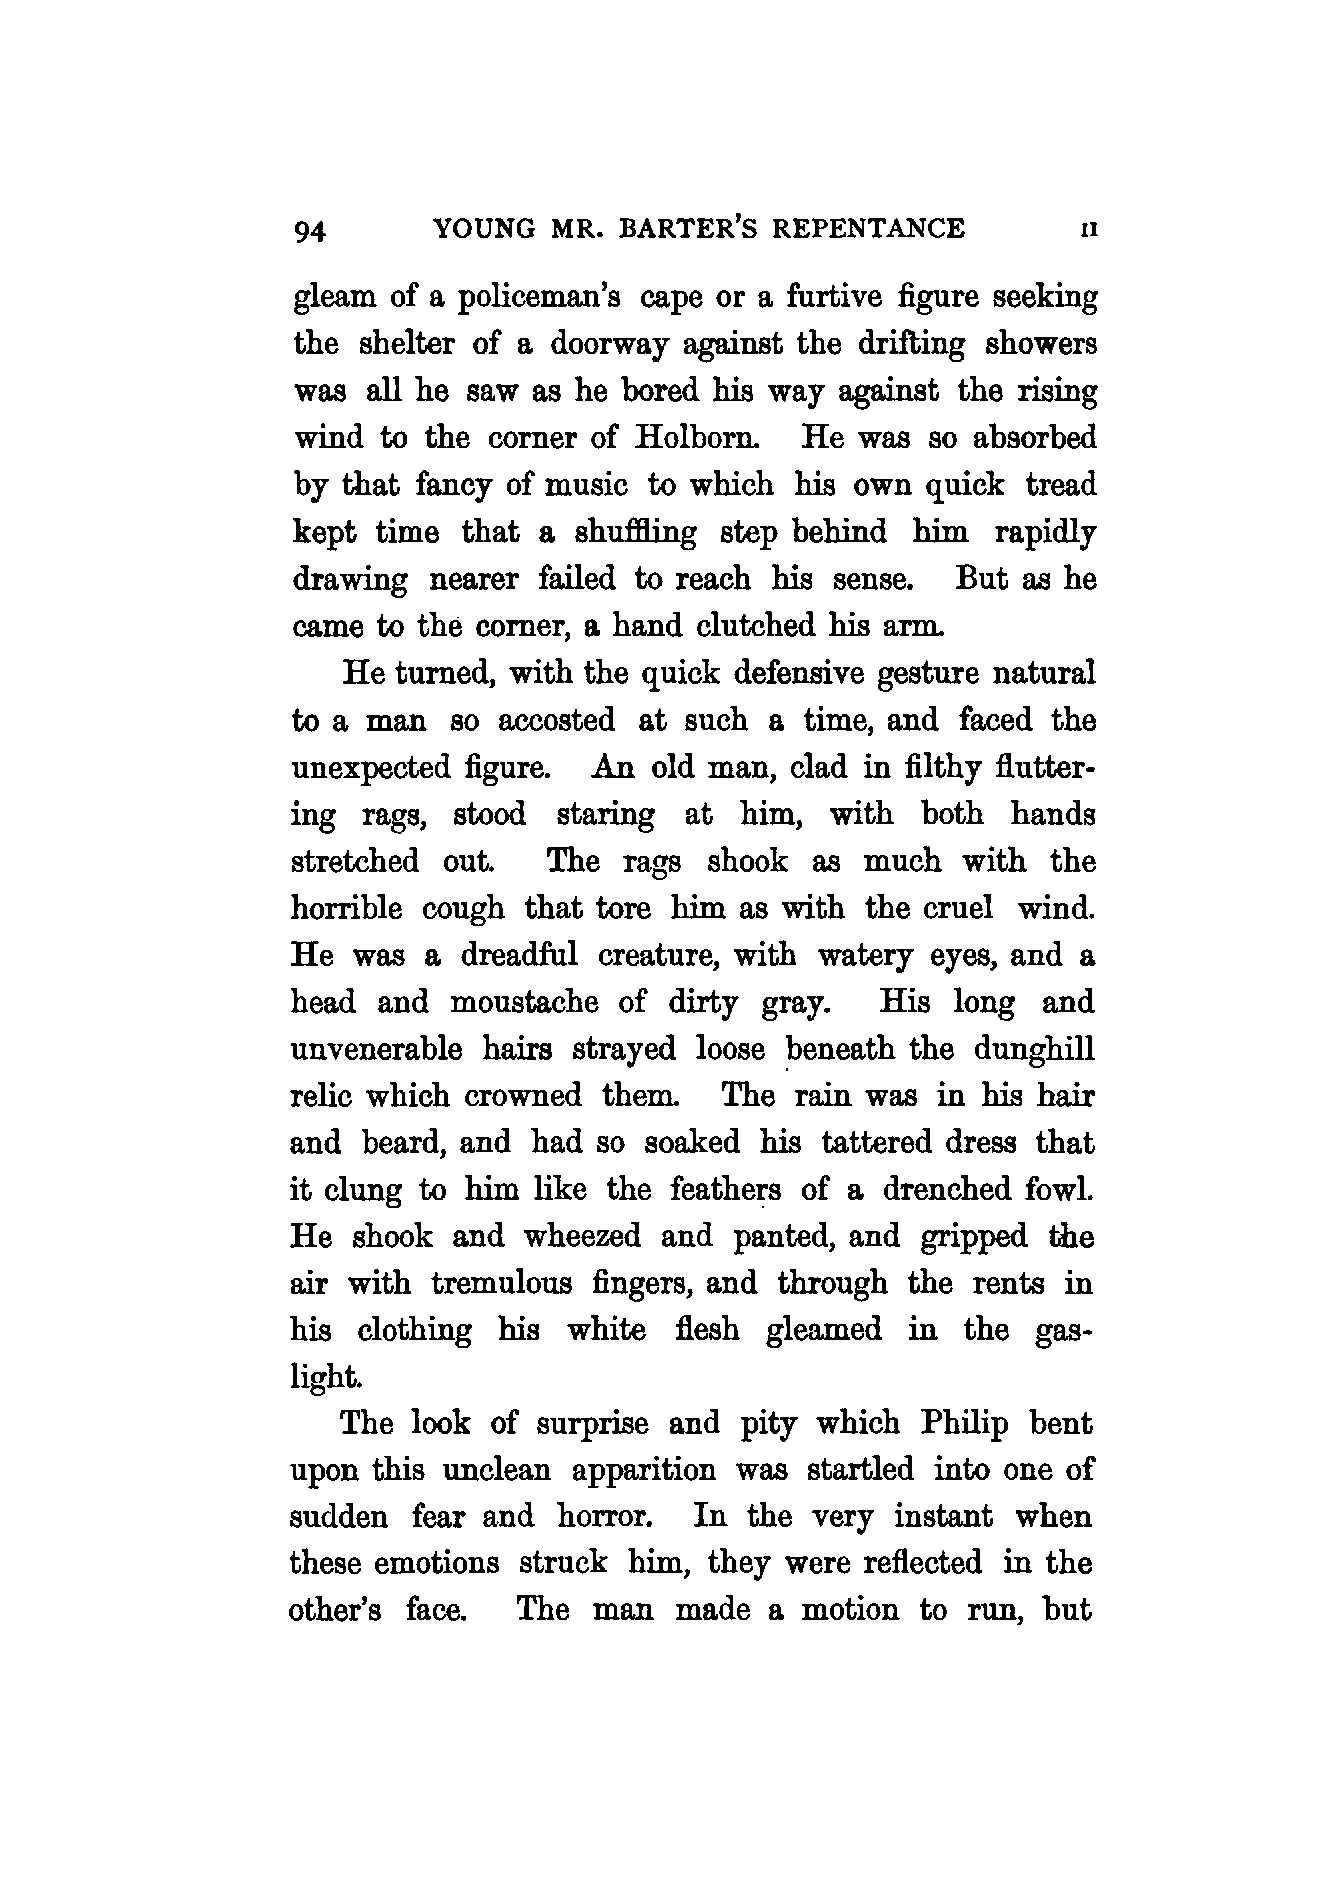 94 YOUNG MR. BARTER'S REPENTANCE II
gleam of a policeman's cape or a furtive figure seeking
the shelter of a doorway against the drifting showers
was all he saw as he bored his way against the rising
wind to the corner of Holborn. He was so absorbed
by that fancy of music to which his own quick tread
kept time that a shuffling step behind him rapidly
drawing nearer failed to reach his sense. But as he
came to the corner, a hand clutched his arm.
He turned, with the quick defensive gesture natural
to a man so accosted at such a time, and faced the
unexpected figure. An old man, clad in filthy flutter-
ing rags, stood staring at him, with both hands
stretched out. The rags shook as much with the
horrible cough that tore him as with the cruel wind.
He was a dreadful creature, with watery eyes, and a
head and moustache of dirty gray. His long and
unvenerable hairs strayed loose beneath the dunghill
relic which crowned them. The rain was in his hair
and beard, and had so soaked his tattered dress that
it clung to him like the feathers of a drenched fowl.
He shook and wheezed and panted, and gripped the
air with tremulous fingers, and through the rents in
his clothing his white flesh gleamed in the gas-
light.
The look of surprise and pity which Philip bent
upon this unclean apparition was startled into one of
sudden fear and horror. In the very instant when
these emotions struck him, they were reflected in the
other's face. The man made a motion to run, but